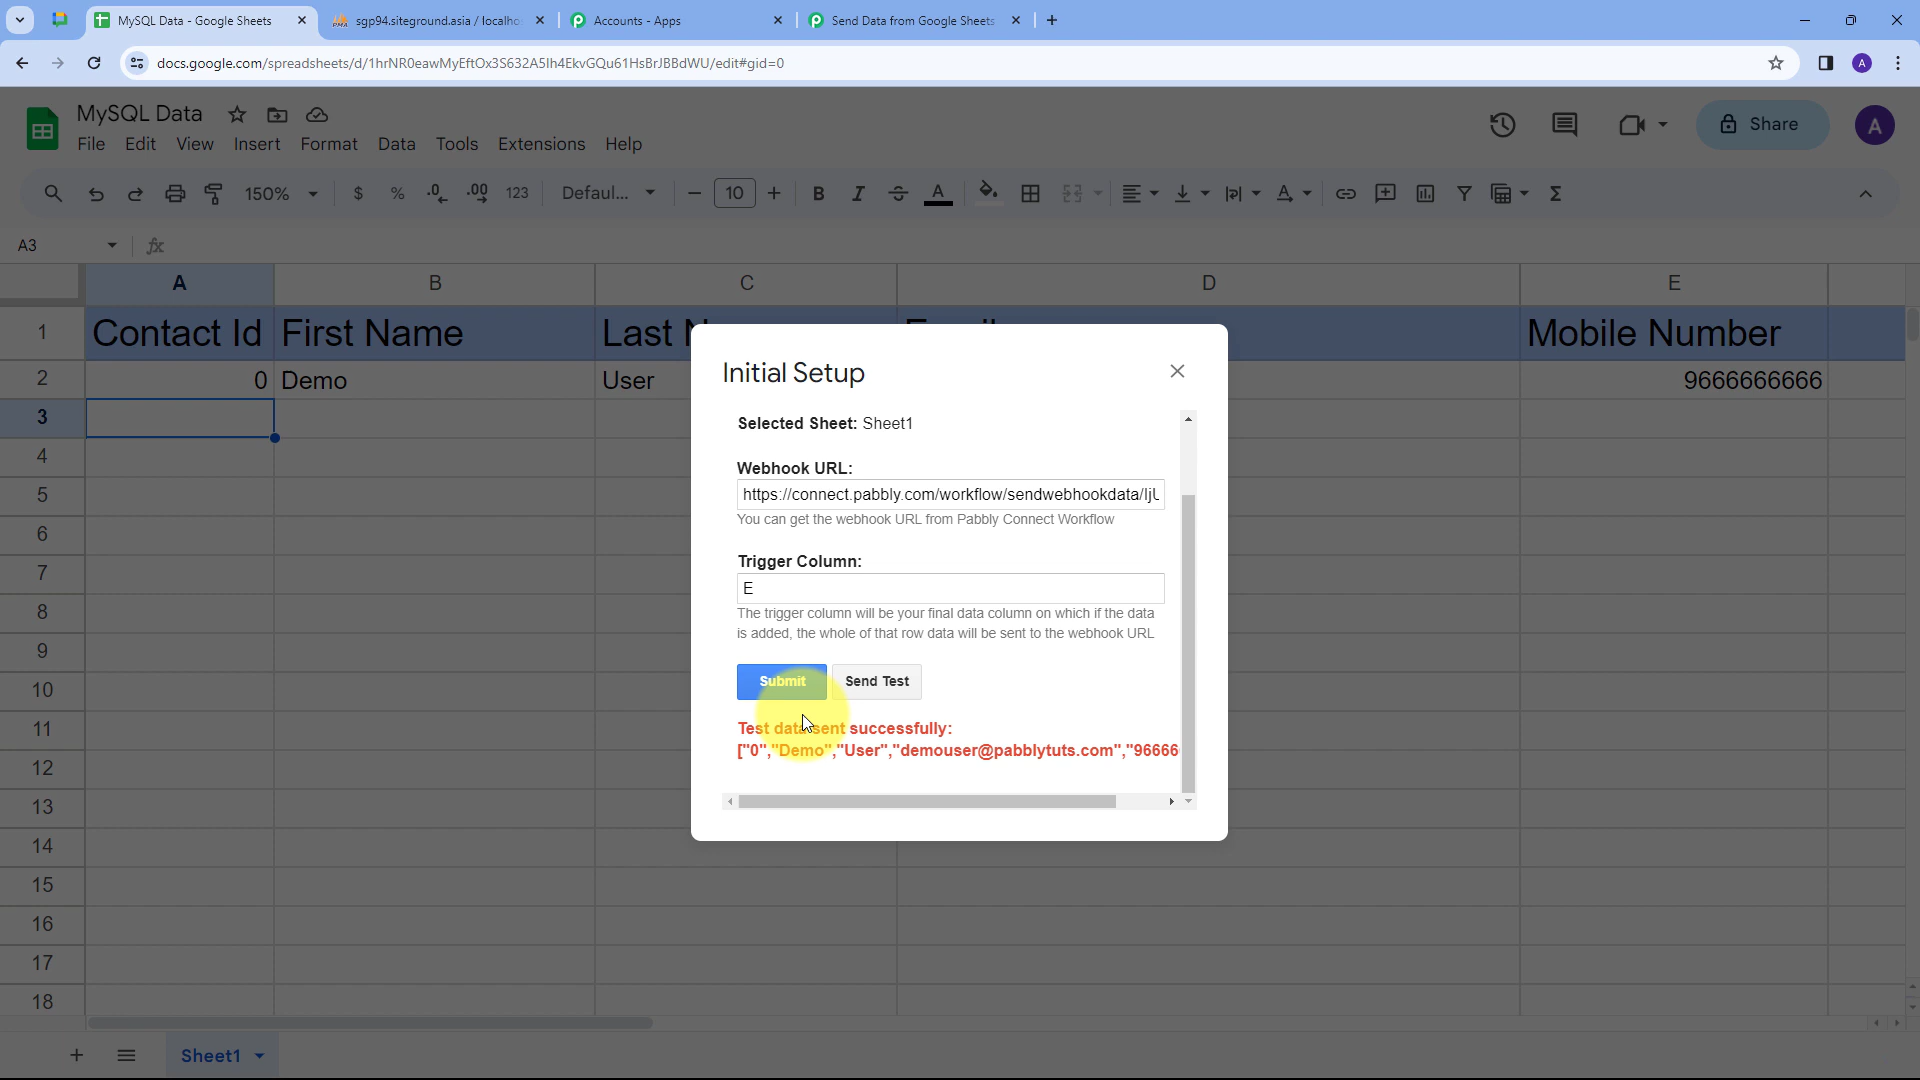 MySQL Data - Google Sheets
sgp94.siteground.asia / localho
Accounts - Apps
Send Data from Google Sheets
docs.google.com/spreadsheets/d/1hrNR0eawMyEftOx3S632A5Ih4EkvGQu61HsBrJBBdWU/edit#gid=0
A
MySQL Data
File Edit View Insert Format Data Tools Extensions Help
Share
A
150% $ % .0 .00 123 Defaul... 10 B I A Σ
A3
fx
A B C D E
1 Contact Id First Name Last Mobile Number
2 0 Demo User 9666666666
3
4
5
6
7
8
9
10
11
12
13
14
15
16
17
18
Initial Setup
Selected Sheet: Sheet1
Webhook URL:
https://connect.pabbly.com/workflow/sendwebhookdata/IjU
You can get the webhook URL from Pabbly Connect Workflow
Trigger Column:
E
The trigger column will be your final data column on which if the data
is added, the whole of that row data will be sent to the webhook URL
Submit Send Test
Test data sent successfully:
["0","Demo","User","demouser@pabblytuts.com","96666
Sheet1